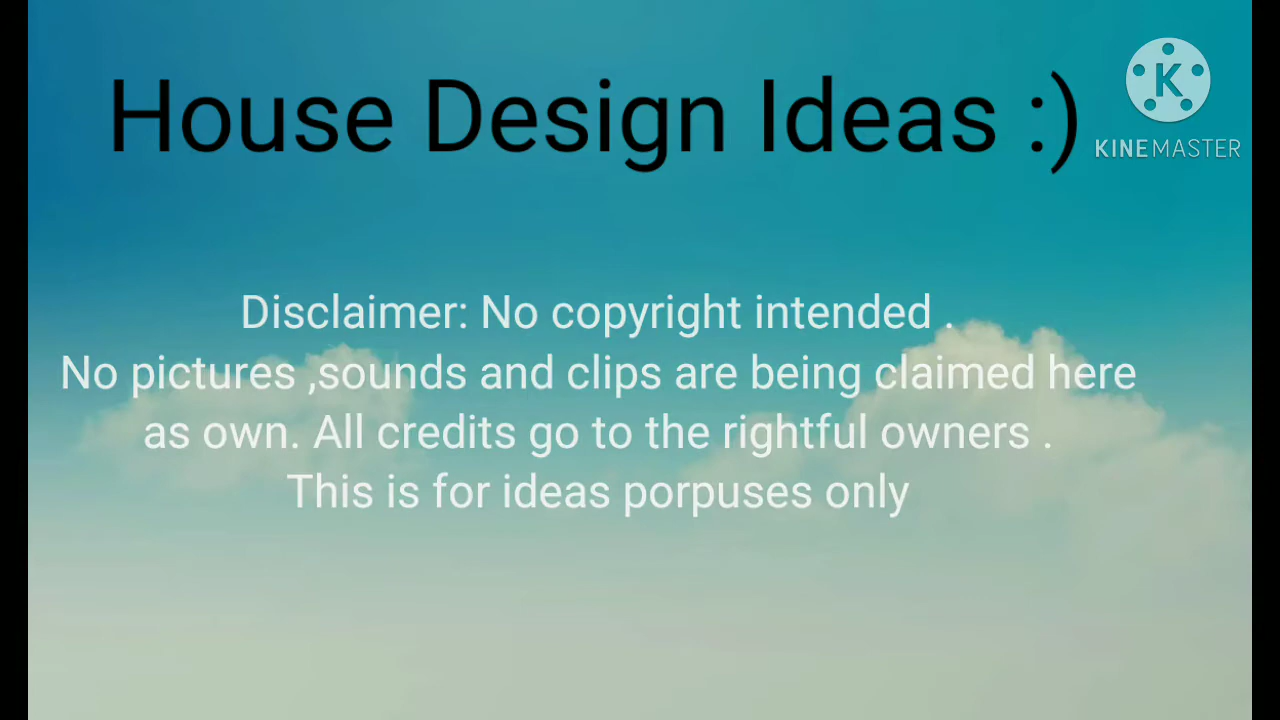 House Design Ideas :)
K
KINEMASTER
Disclaimer: No copyright intended .
No pictures ,sounds and clips are being claimed here
as own. All credits go to the rightful owners .
This is for ideas porpuses only